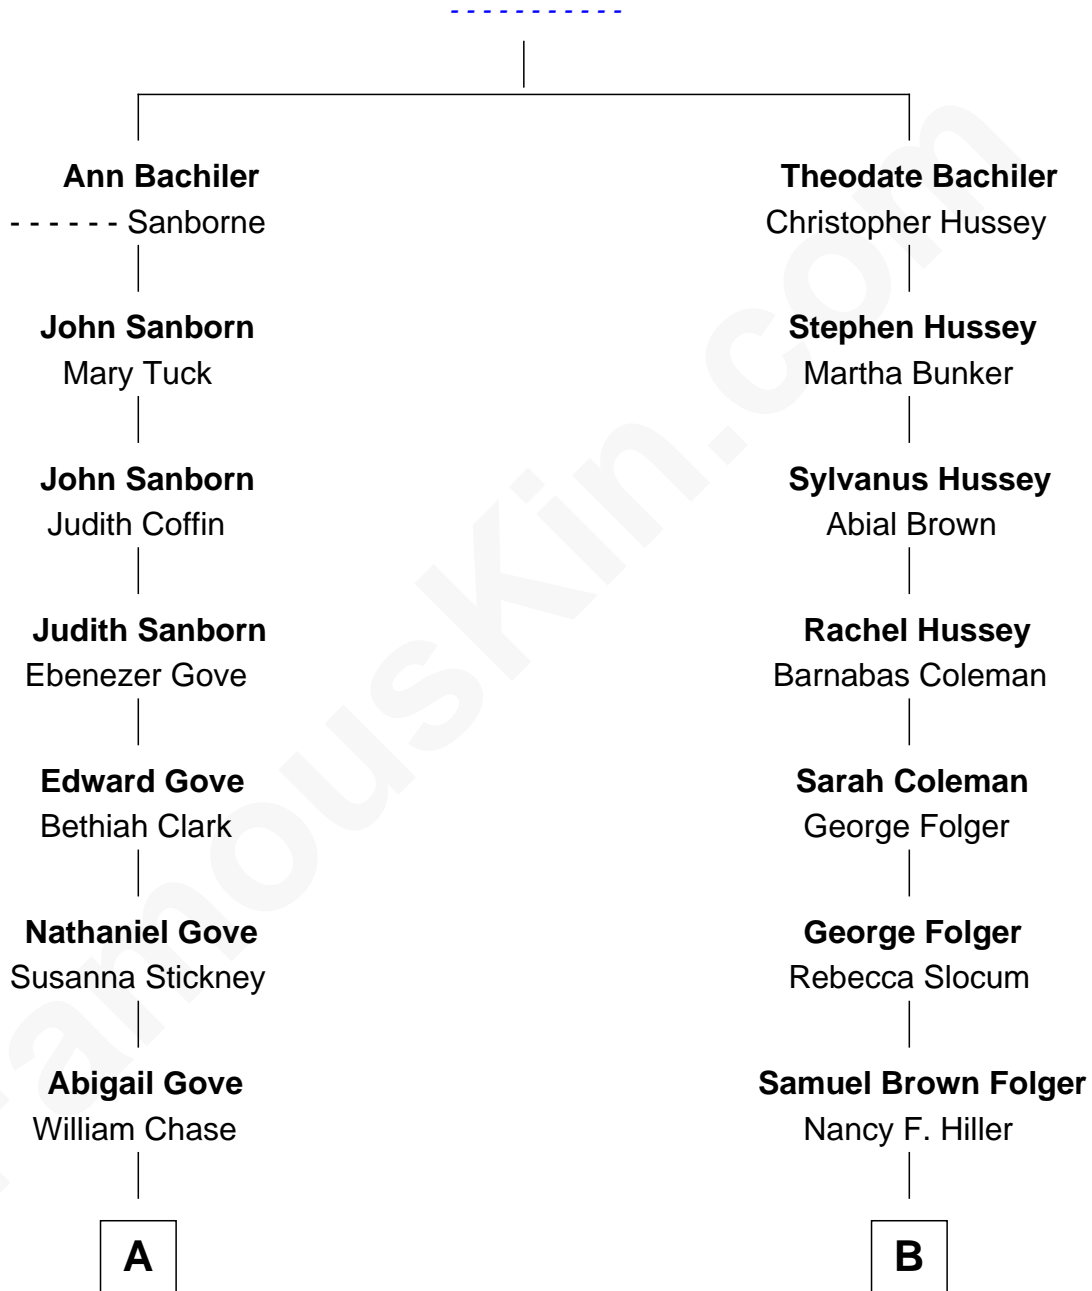 - - - - - - - - - - -
Ann Bachiler
- - - - - - Sanborne
Theodate Bachiler
Christopher Hussey
John Sanborn
Mary Tuck
Stephen Hussey
Martha Bunker
John Sanborn
Judith Coffin
Sylvanus Hussey
Abial Brown
Judith Sanborn
Ebenezer Gove
Rachel Hussey
Barnabas Coleman
Edward Gove
Bethiah Clark
Sarah Coleman
George Folger
Nathaniel Gove
Susanna Stickney
George Folger
Rebecca Slocum
Abigail Gove
William Chase
Samuel Brown Folger
Nancy F. Hiller
A
B
FamousKin.com